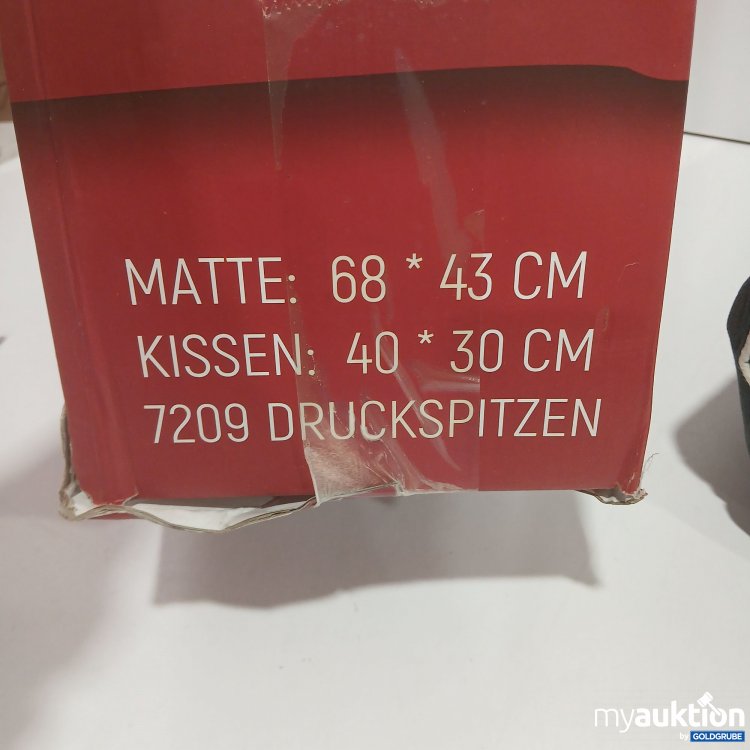 MATTE: 68 * 43 CM
KISSEN: 40 * 30 CM
7209 DRUCKSPITZEN
myauktion
by GOLDGRUBE